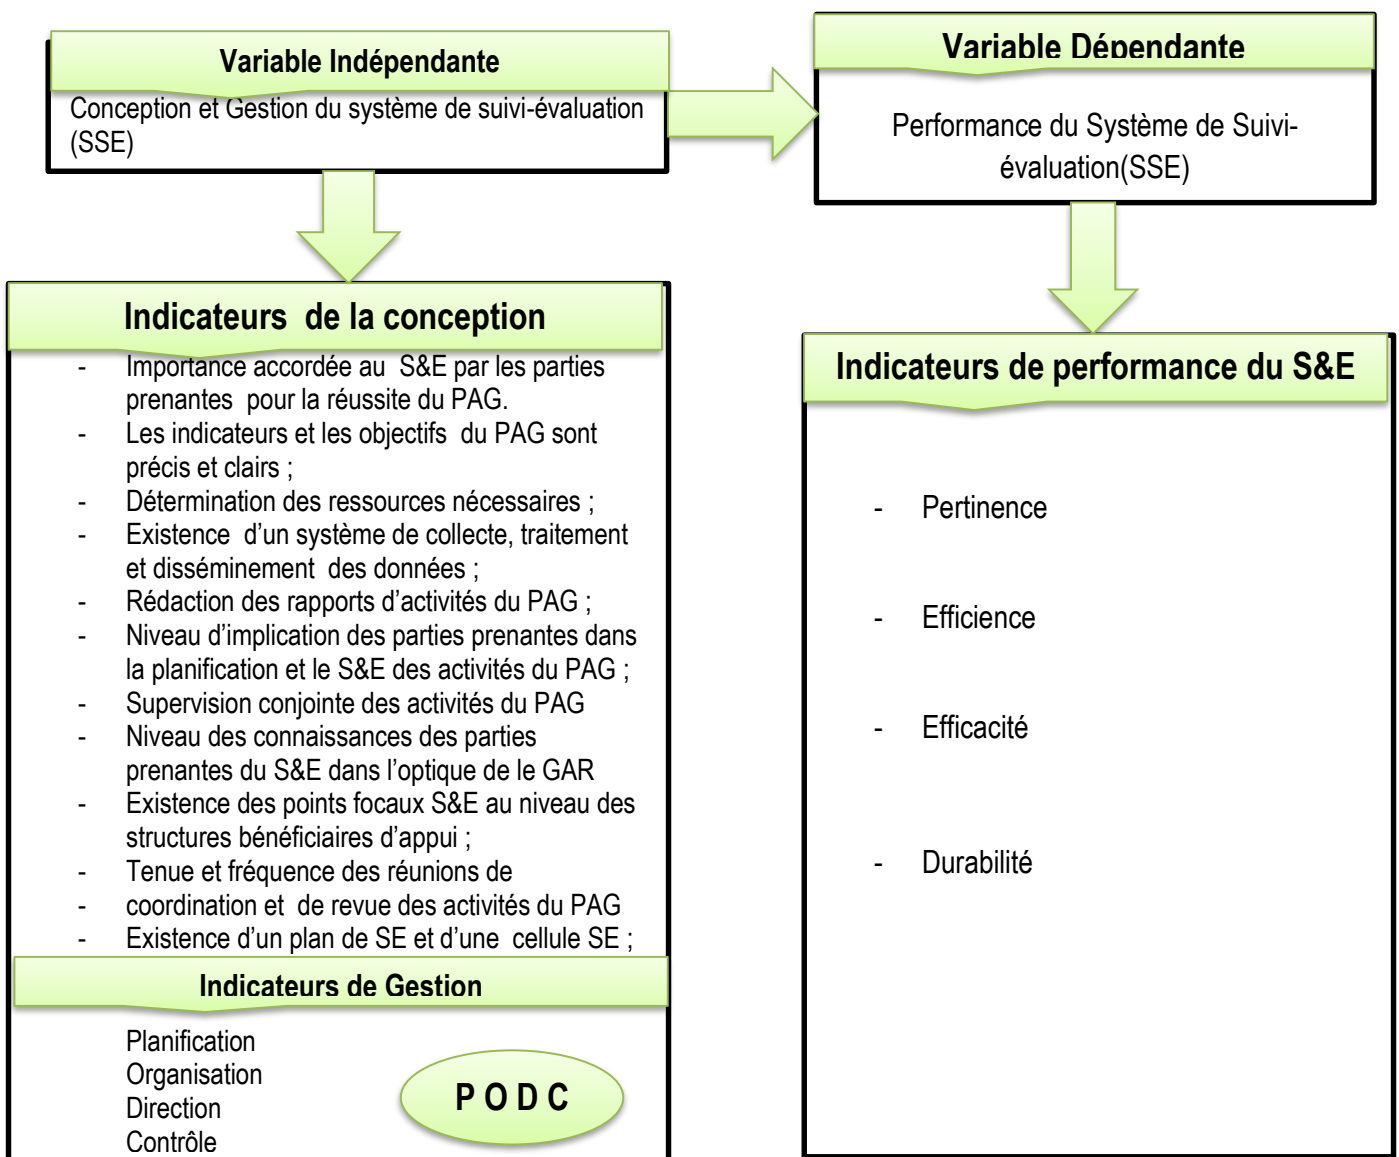 Variable Indépendante
Conception et Gestion du système de suivi-évaluation
(SSE)
Variable Dépendante
Performance du Système de Suivi-
évaluation(SSE)
Indicateurs de la conception
- Importance accordée au S&E par les parties
prenantes pour la réussite du PAG.
- Les indicateurs et les objectifs du PAG sont
précis et clairs ;
- Détermination des ressources nécessaires ;
- Existence d'un système de collecte, traitement
et disséminement des données ;
- Rédaction des rapports d'activités du PAG ;
- Niveau d'implication des parties prenantes dans
la planification et le S&E des activités du PAG ;
- Supervision conjointe des activités du PAG
- Niveau des connaissances des parties
prenantes du S&E dans l'optique de le GAR
- Existence des points focaux S&E au niveau des
structures bénéficiaires d'appui ;
- Tenue et fréquence des réunions de
- coordination et de revue des activités du PAG
- Existence d'un plan de SE et d'une cellule SE ;
Indicateurs de Gestion
Planification
Organisation
Direction
Contrôle
P O D C
Indicateurs de performance du S&E
- Pertinence
- Efficience
- Efficacité
- Durabilité